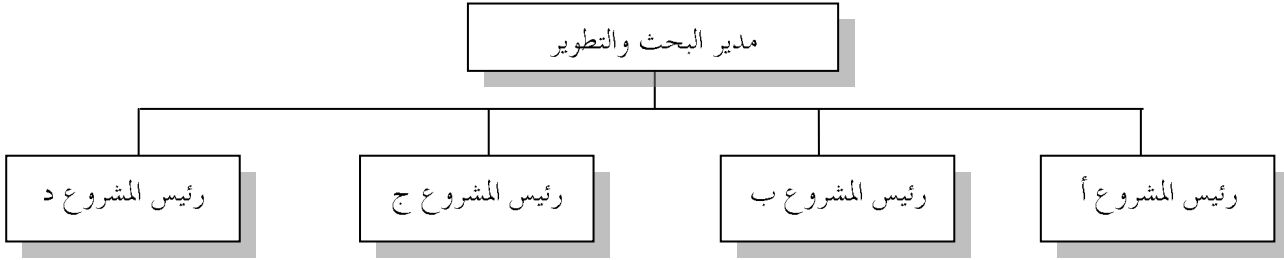 مدير البحث والتطوير
رئيس المشروع أ
رئيس المشروع ب
رئيس المشروع ج
رئيس المشروع د